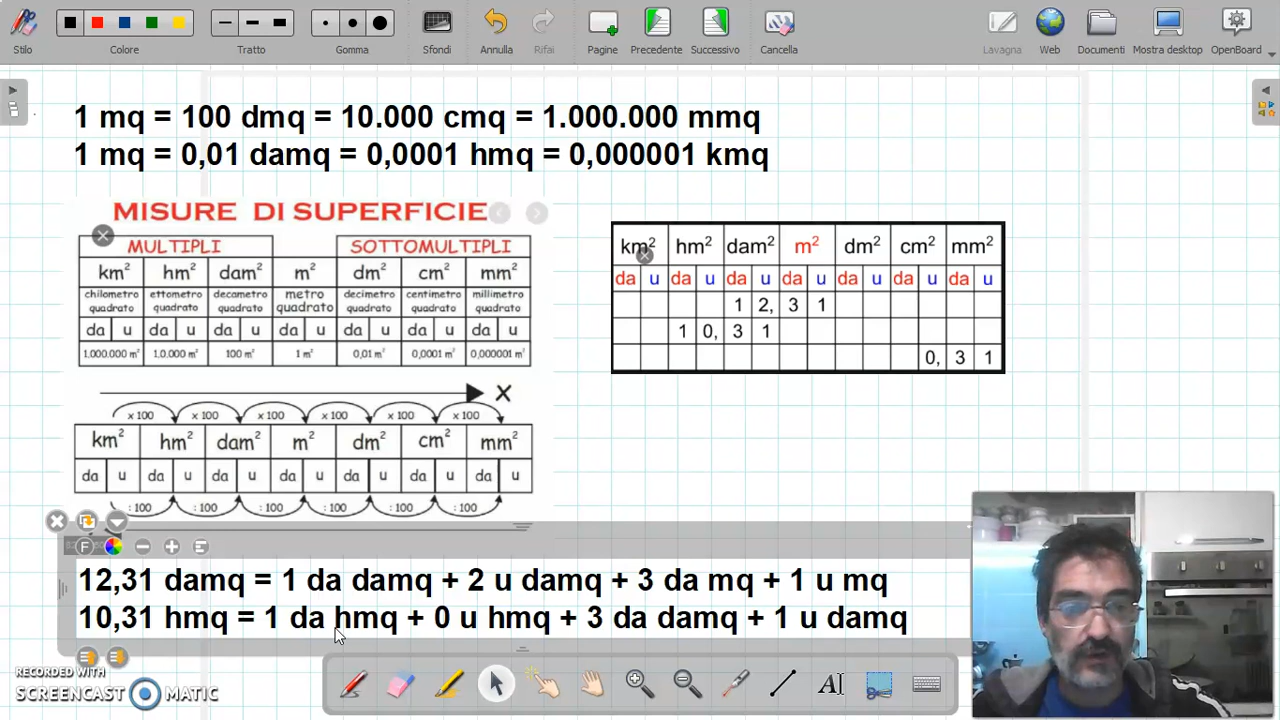 Stilo Colore Tratto Gomma Sfondi Annulla Rifai Pagine Precedente Successivo Cancella Lavagna Web Documenti Mostra desktop OpenBoard
1 mq = 100 dmq = 10.000 cmq = 1.000.000 mmq
1 mq = 0,01 damq = 0,0001 hmq = 0,000001 kmq
MISURE DI SUPERFICIE
MULTIPLI SOTTOMULTIPLI
km² hm² dam² m² dm² cm² mm²
chilometro quadrato ettometro quadrato decametro quadrato metro quadrato decimetro quadrato centimetro quadrato millimetro quadrato
da u da u da u da u da u da u da u
1.000.000 m² 1.0.000 m² 100 m² 1 m² 0,01 m² 0,0001 m² 0,000001 m²
X
x 100 x 100 x 100 x 100 x 100 x 100
km² hm² dam² m² dm² cm² mm²
da u da u da u da u da u da u da u
: 100 : 100 : 100 : 100 : 100 : 100
km² hm² dam² m² dm² cm² mm²
da u da u da u da u da u da u da u
1 2, 3 1
1 0, 3 1
0, 3 1
F
12,31 damq = 1 da damq + 2 u damq + 3 da mq + 1 u mq
10,31 hmq = 1 da hmq + 0 u hmq + 3 da damq + 1 u damq
RECORDED WITH
SCREENCAST MATIC
AI